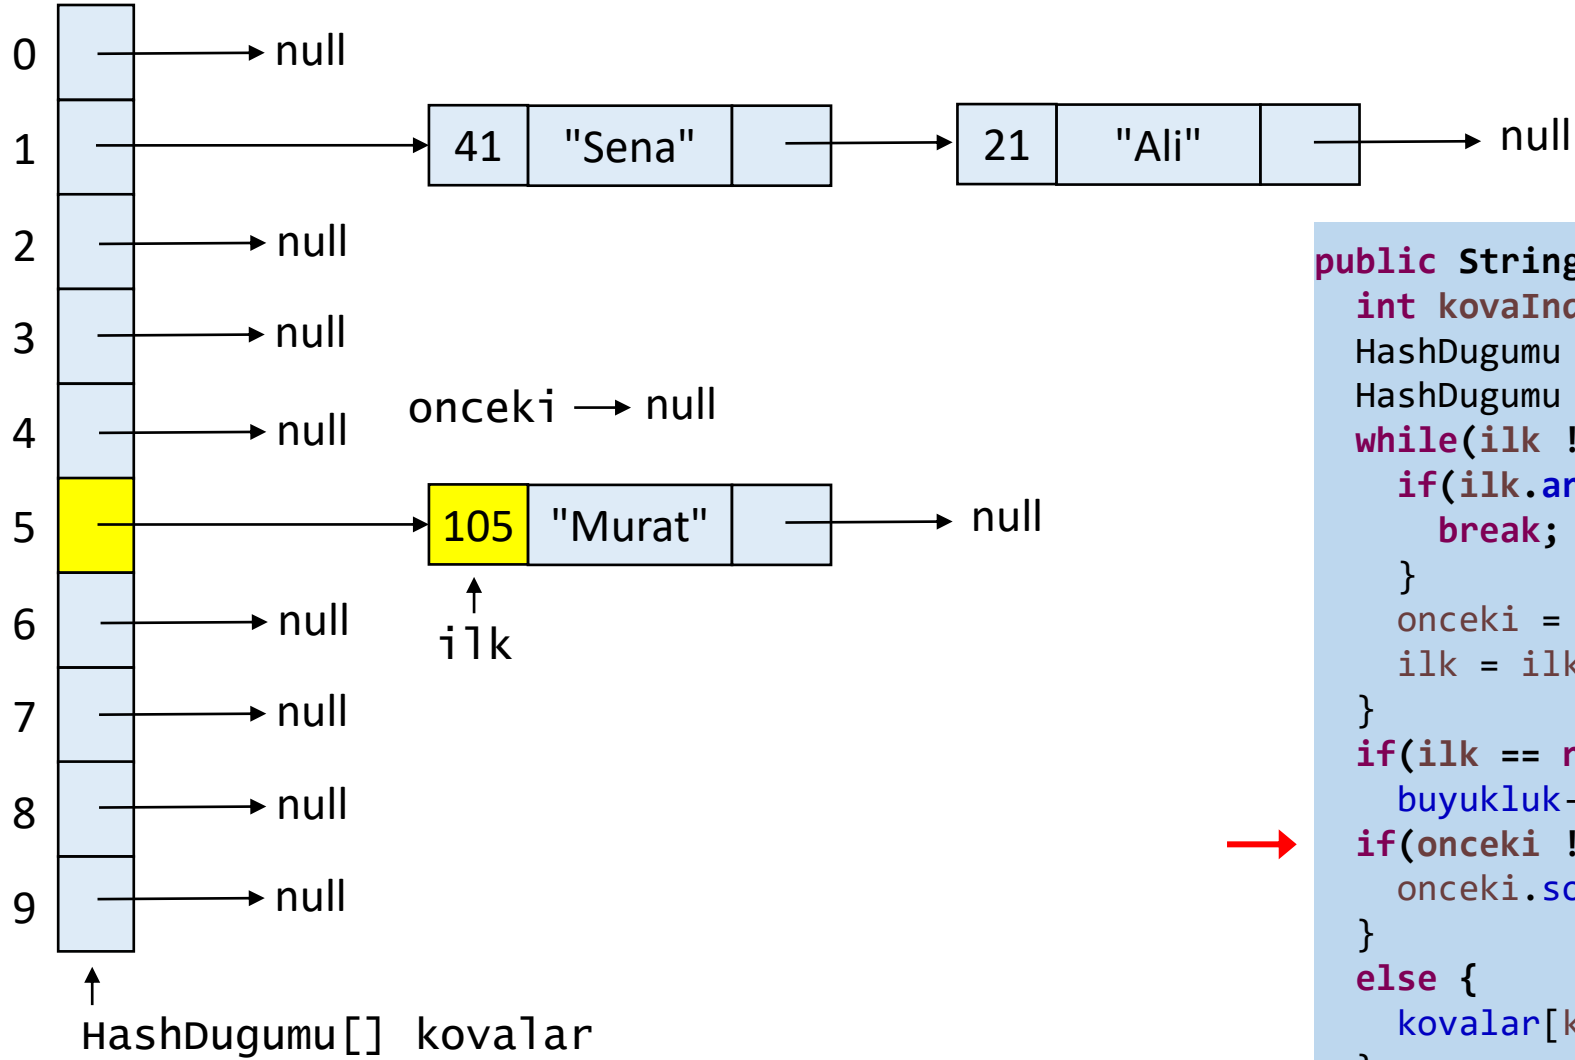 0 null
1 41 "Sena" 21 "Ali" null
2 null
3 null
4 null
onceki null
5 105 "Murat" null
ilk
6 null
7 null
8 null
9 null
HashDugumu[] kovalar
public String
int kovaInd
HashDugumu
HashDugumu
while(ilk !
if(ilk.an
break;
}
onceki =
ilk = ilk
}
if(ilk == n
buyukluk-
if(onceki !
onceki.so
}
else {
kovalar[k
}